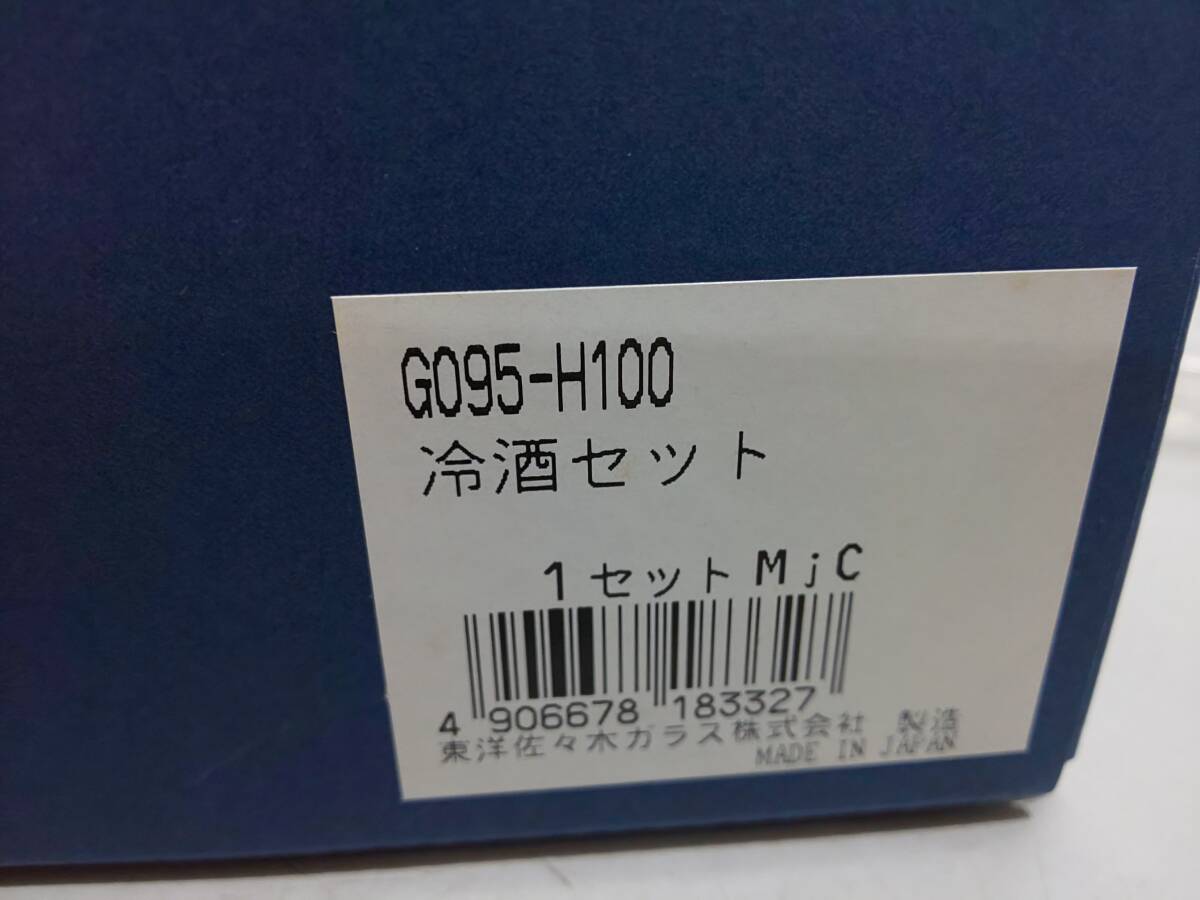 G095-H100
冷酒セット
1セットMjC
4 906678 183327
東洋佐々木ガラス株式会社 製造
MADE IN JAPAN